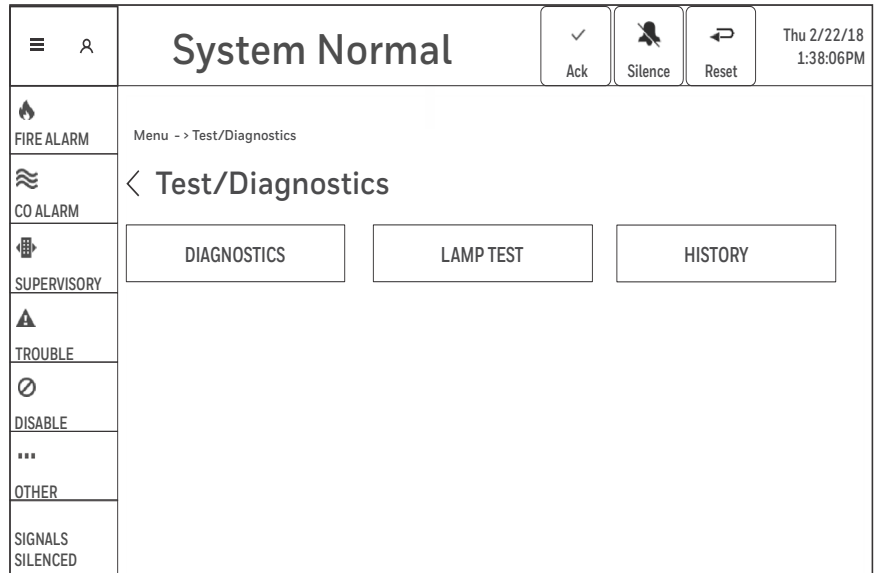 System Normal
Ack
Silence
Reset
Thu 2/22/18
1:38:06PM
FIRE ALARM
CO ALARM
SUPERVISORY
TROUBLE
DISABLE
OTHER
SIGNALS
SILENCED
Menu -> Test/Diagnostics
Test/Diagnostics
DIAGNOSTICS
LAMP TEST
HISTORY